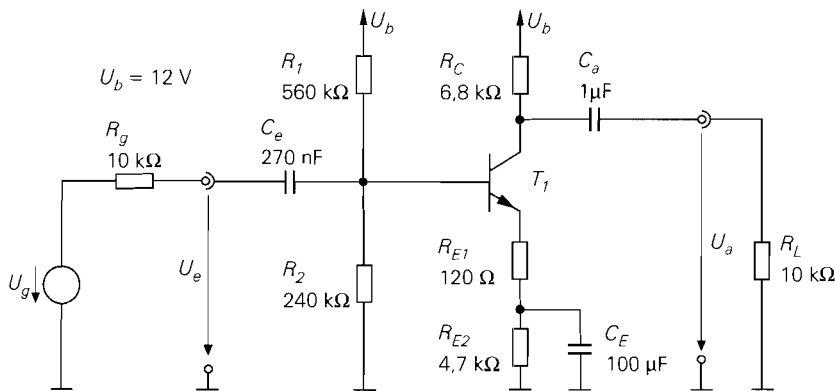 U_b
U_b
U_b = 12 V
R_1
560 kΩ
R_C
6,8 kΩ
C_a
1µF
R_g
10 kΩ
C_e
270 nF
T_1
U_g
U_e
R_2
240 kΩ
R_E1
120 Ω
R_E2
4,7 kΩ
C_E
100 µF
U_a
R_L
10 kΩ